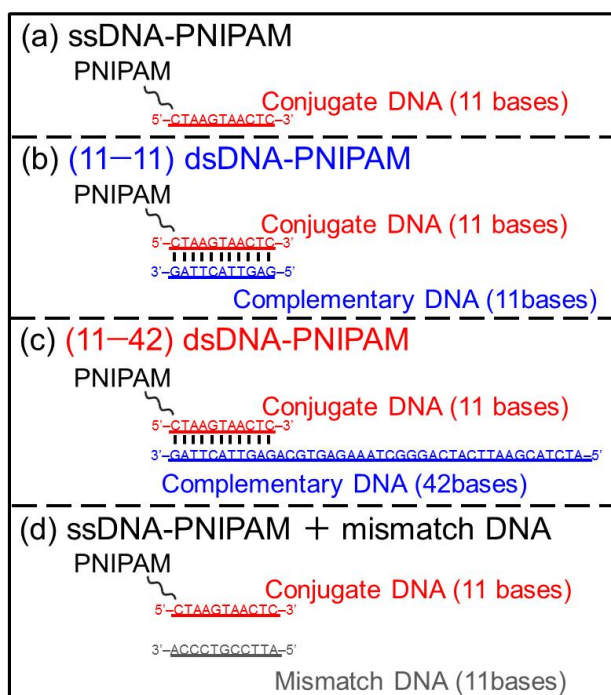 (a) ssDNA-PNIPAM
PNIPAM
Conjugate DNA (11 bases)
5'–CTAAGTAACTC–3'
(b) (11−11) dsDNA-PNIPAM
PNIPAM
Conjugate DNA (11 bases)
5'–CTAAGTAACTC–3'
3'–GATTCATTGAG–5'
Complementary DNA (11bases)
(c) (11−42) dsDNA-PNIPAM
PNIPAM
Conjugate DNA (11 bases)
5'–CTAAGTAACTC–3'
3'–GATTCATTGAGACGTGAGAAATCGGGACTACTTAAGCATCTA–5'
Complementary DNA (42bases)
(d) ssDNA-PNIPAM + mismatch DNA
PNIPAM
Conjugate DNA (11 bases)
5'–CTAAGTAACTC–3'
3'–ACCCTGCCTTA–5'
Mismatch DNA (11bases)